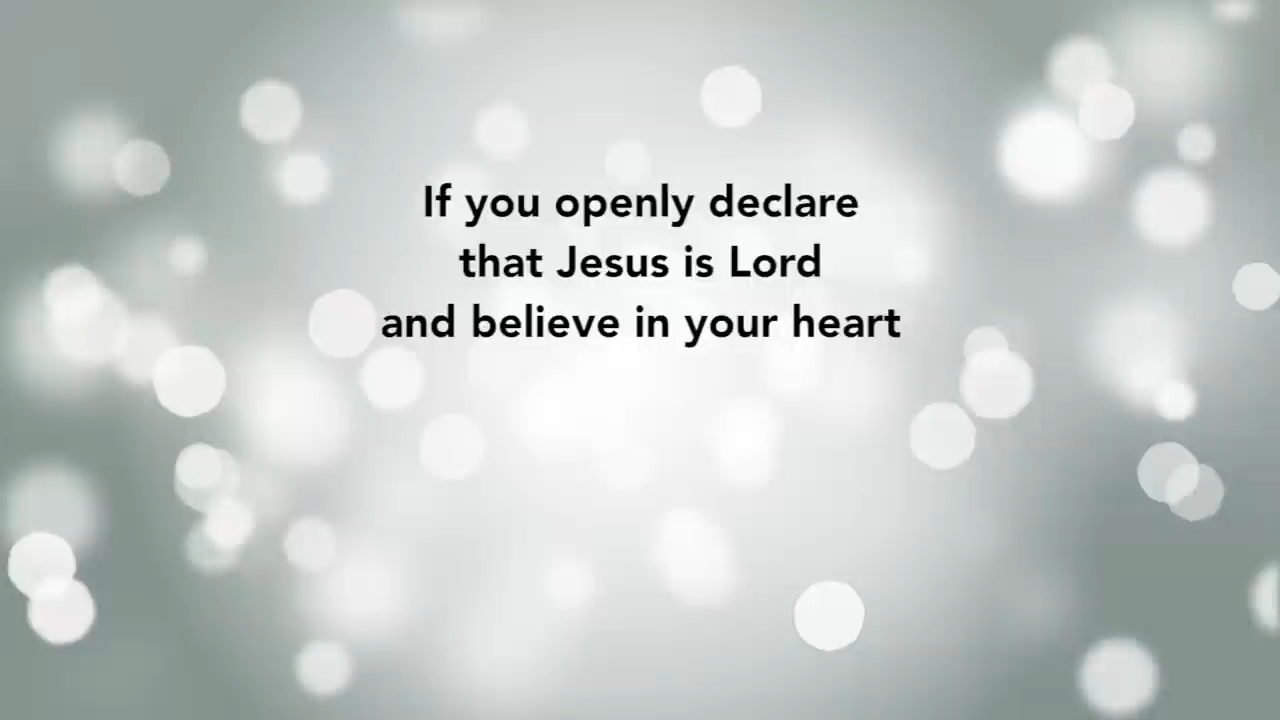 If you openly declare
that Jesus is Lord
and believe in your heart